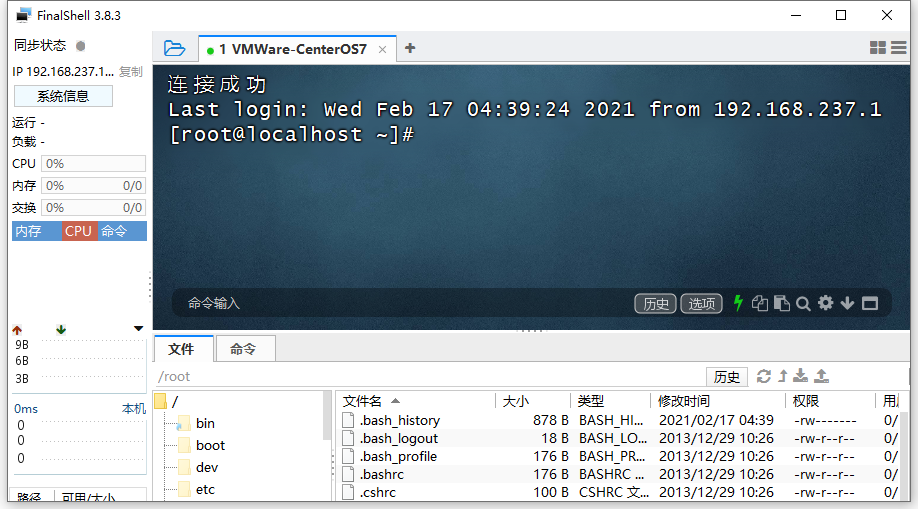 FinalShell 3.8.3
同步状态
IP 192.168.237.1... 复制
系统信息
运行 -
负载 -
CPU 0%
内存 0% 0/0
交换 0% 0/0
内存 CPU 命令
9B
6B
3B
0ms 本机
0
0
0
路径 可用/大小
1 VMWare-CenterOS7 × +
连接成功
Last login: Wed Feb 17 04:39:24 2021 from 192.168.237.1
[root@localhost ~]#
命令输入 历史 选项
文件 命令
/root 历史
/
bin
boot
dev
etc
文件名 大小 类型 修改时间 权限
.bash_history 878 B BASH_HI... 2021/02/17 04:39 -rw------- 0/
.bash_logout 18 B BASH_LO... 2013/12/29 10:26 -rw-r--r-- 0/
.bash_profile 176 B BASH_PR... 2013/12/29 10:26 -rw-r--r-- 0/
.bashrc 176 B BASHRC ... 2013/12/29 10:26 -rw-r--r-- 0/
.cshrc 100 B CSHRC 文... 2013/12/29 10:26 -rw-r--r-- 0/